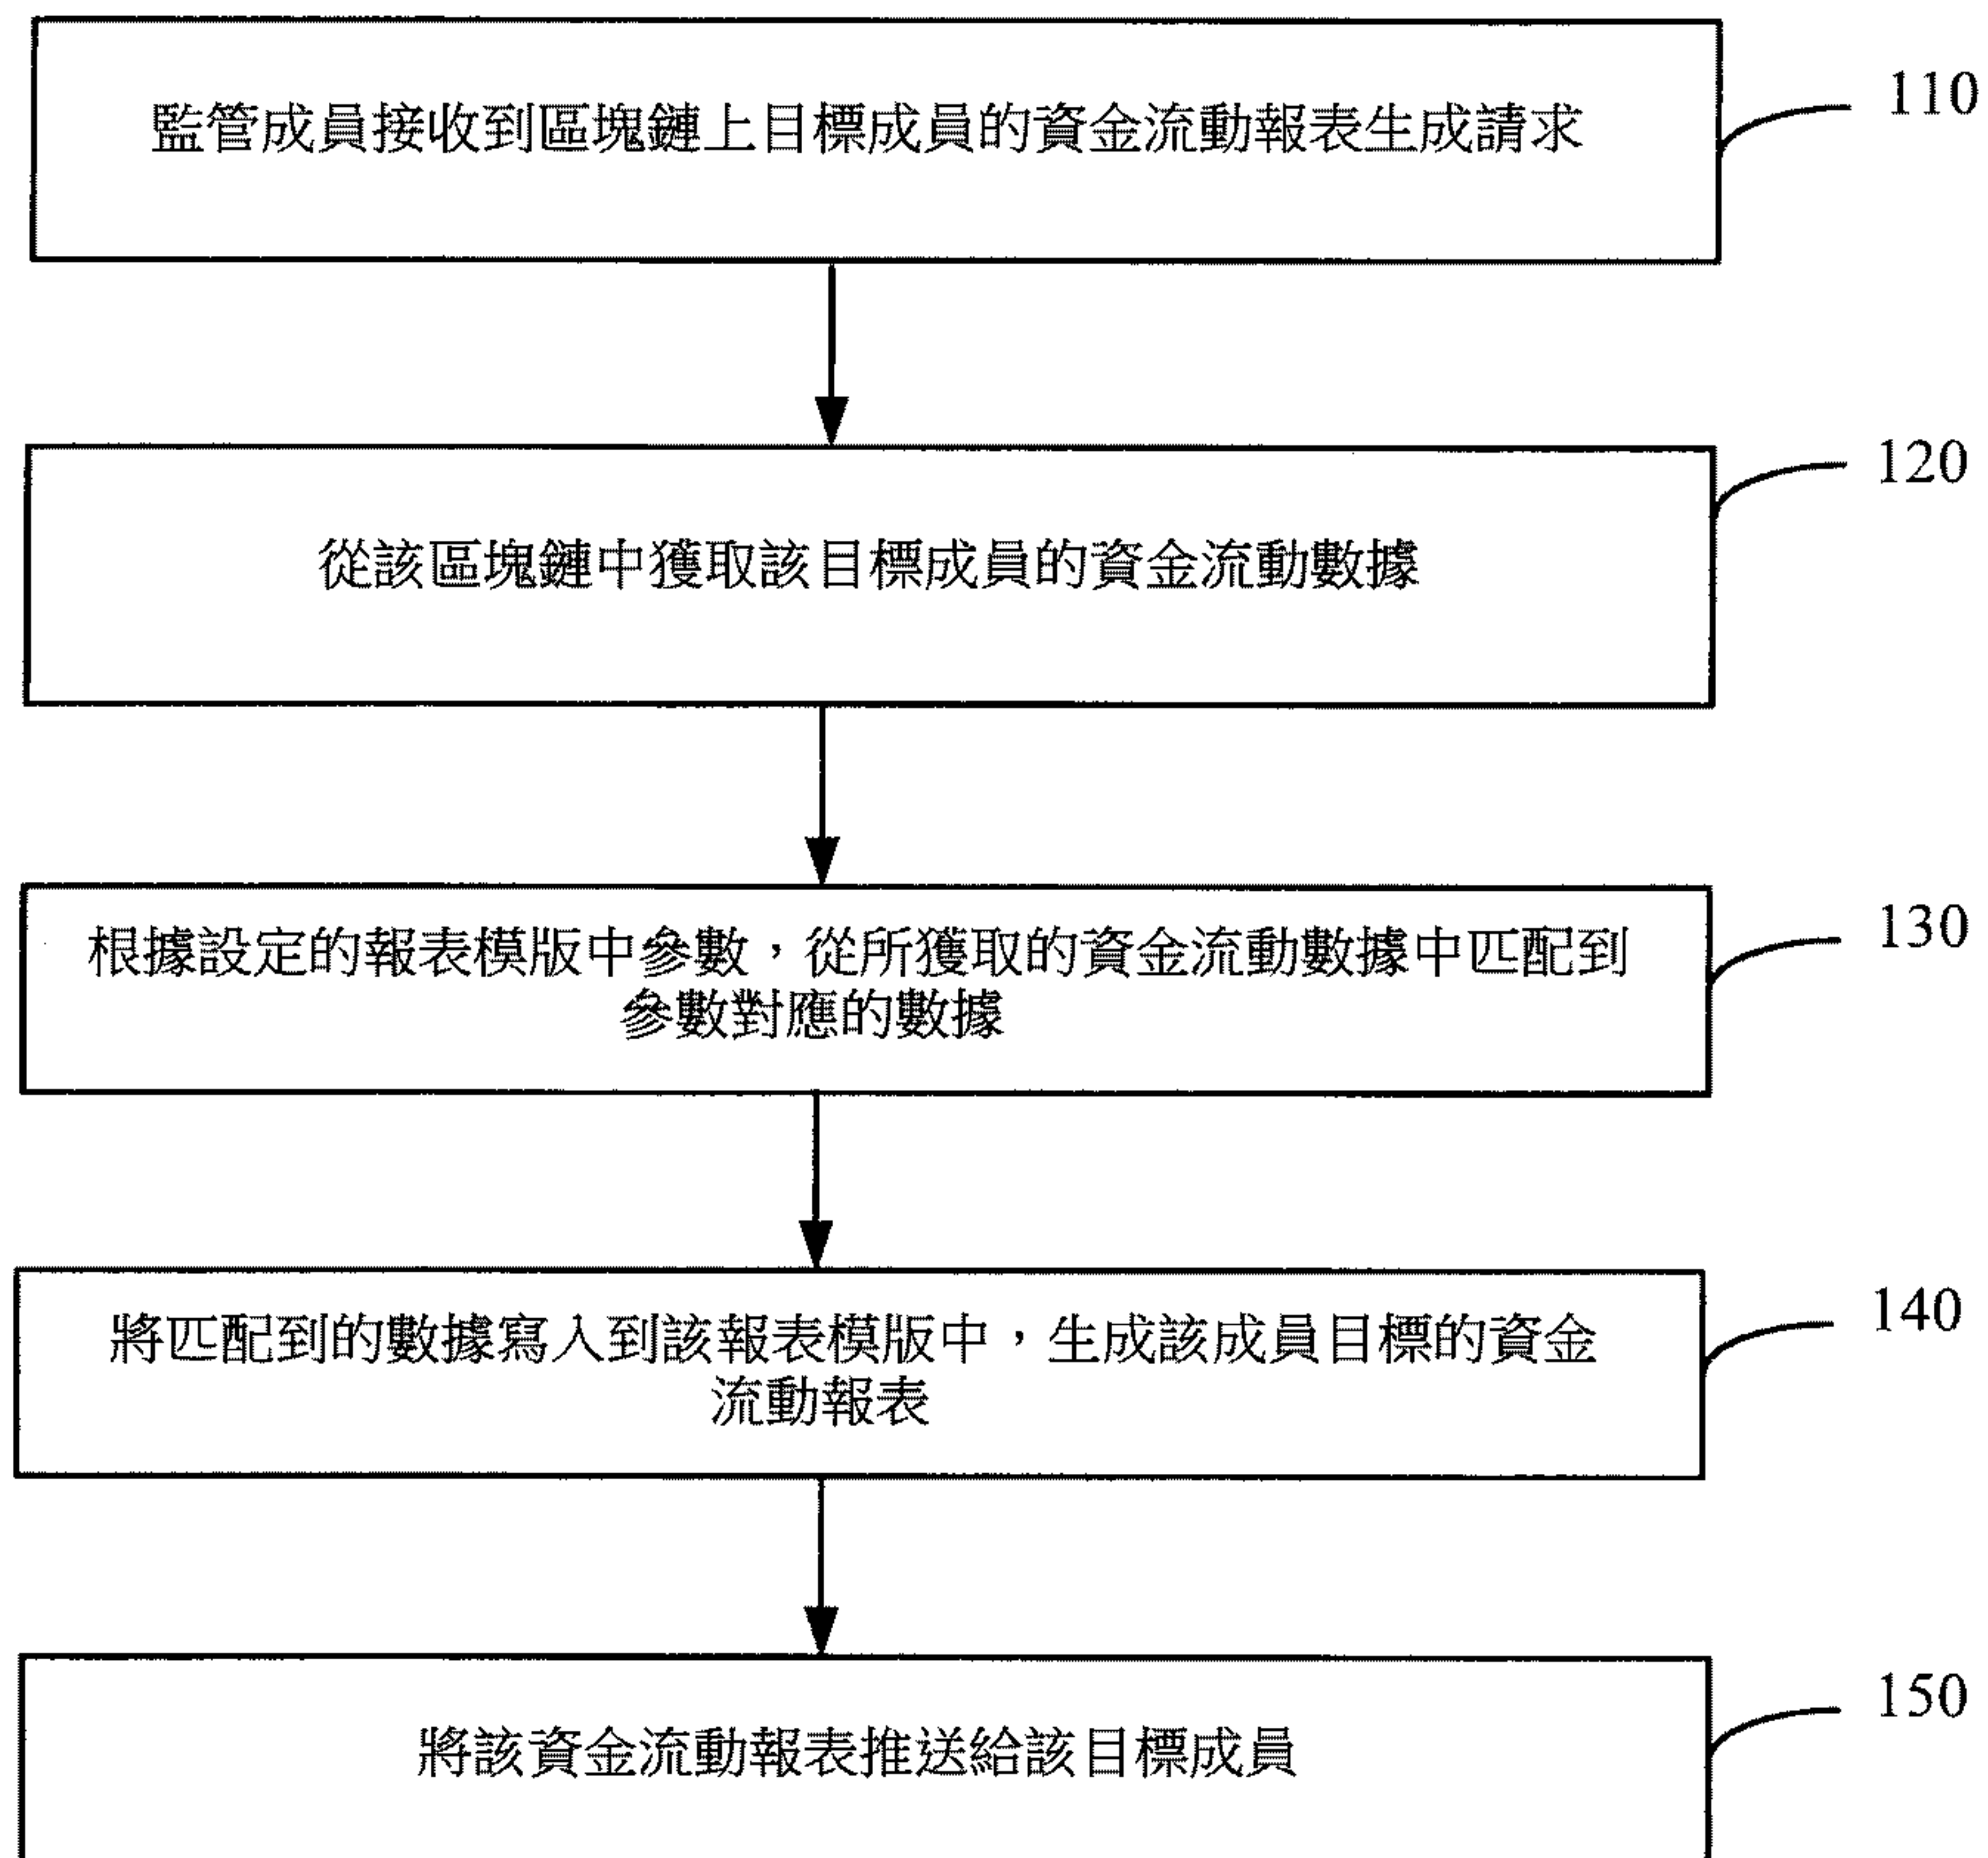 監管成員接收到區塊鏈上目標成員的資金流動報表生成請求
110
從該區塊鏈中獲取該目標成員的資金流動數據
120
根據設定的報表模版中參數，從所獲取的資金流動數據中匹配到
參數對應的數據
130
將匹配到的數據寫入到該報表模版中，生成該成員目標的資金
流動報表
140
將該資金流動報表推送給該目標成員
150